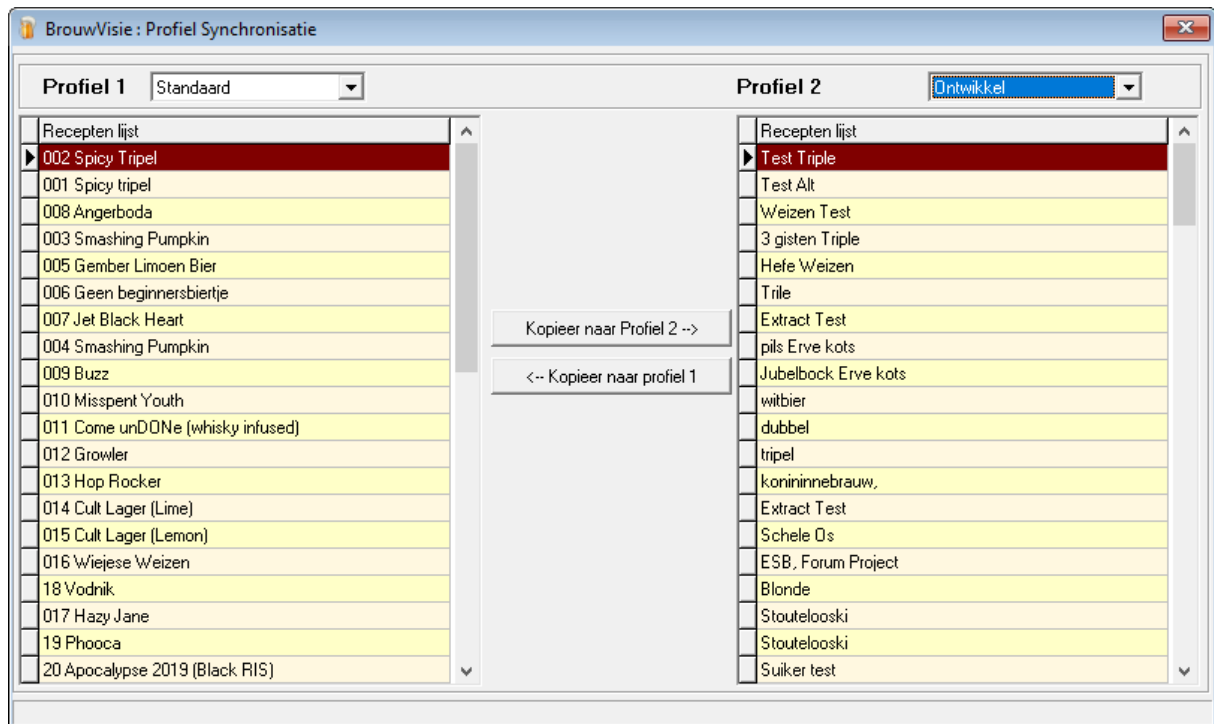 BrouwVisie : Profiel Synchronisatie
Profiel 1 Standaard
Profiel 2 Ontwikkel
Recepten lijst
002 Spicy Tripel
001 Spicy tripel
008 Angerboda
003 Smashing Pumpkin
005 Gember Limoen Bier
006 Geen beginnersbiertje
007 Jet Black Heart
004 Smashing Pumpkin
009 Buzz
010 Misspent Youth
011 Come unDONe (whisky infused)
012 Growler
013 Hop Rocker
014 Cult Lager (Lime)
015 Cult Lager (Lemon)
016 Wiejese Weizen
18 Vodnik
017 Hazy Jane
19 Phooca
20 Apocalypse 2019 (Black RIS)
Kopieer naar Profiel 2 -->
<-- Kopieer naar profiel 1
Recepten lijst
Test Triple
Test Alt
Weizen Test
3 gisten Triple
Hefe Weizen
Trile
Extract Test
pils Erve kots
Jubelbock Erve kots
witbier
dubbel
tripel
konininnebrauw,
Extract Test
Schele Os
ESB, Forum Project
Blonde
Stoutelooski
Stoutelooski
Suiker test